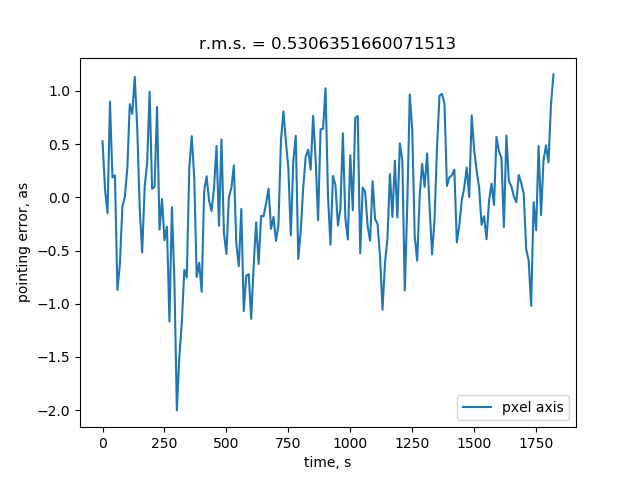 r.m.s. = 0.5306351660071513
pointing error, as
1.0
0.5
0.0
−0.5
−1.0
−1.5
−2.0
0 250 500 750 1000 1250 1500 1750
time, s
pxel axis